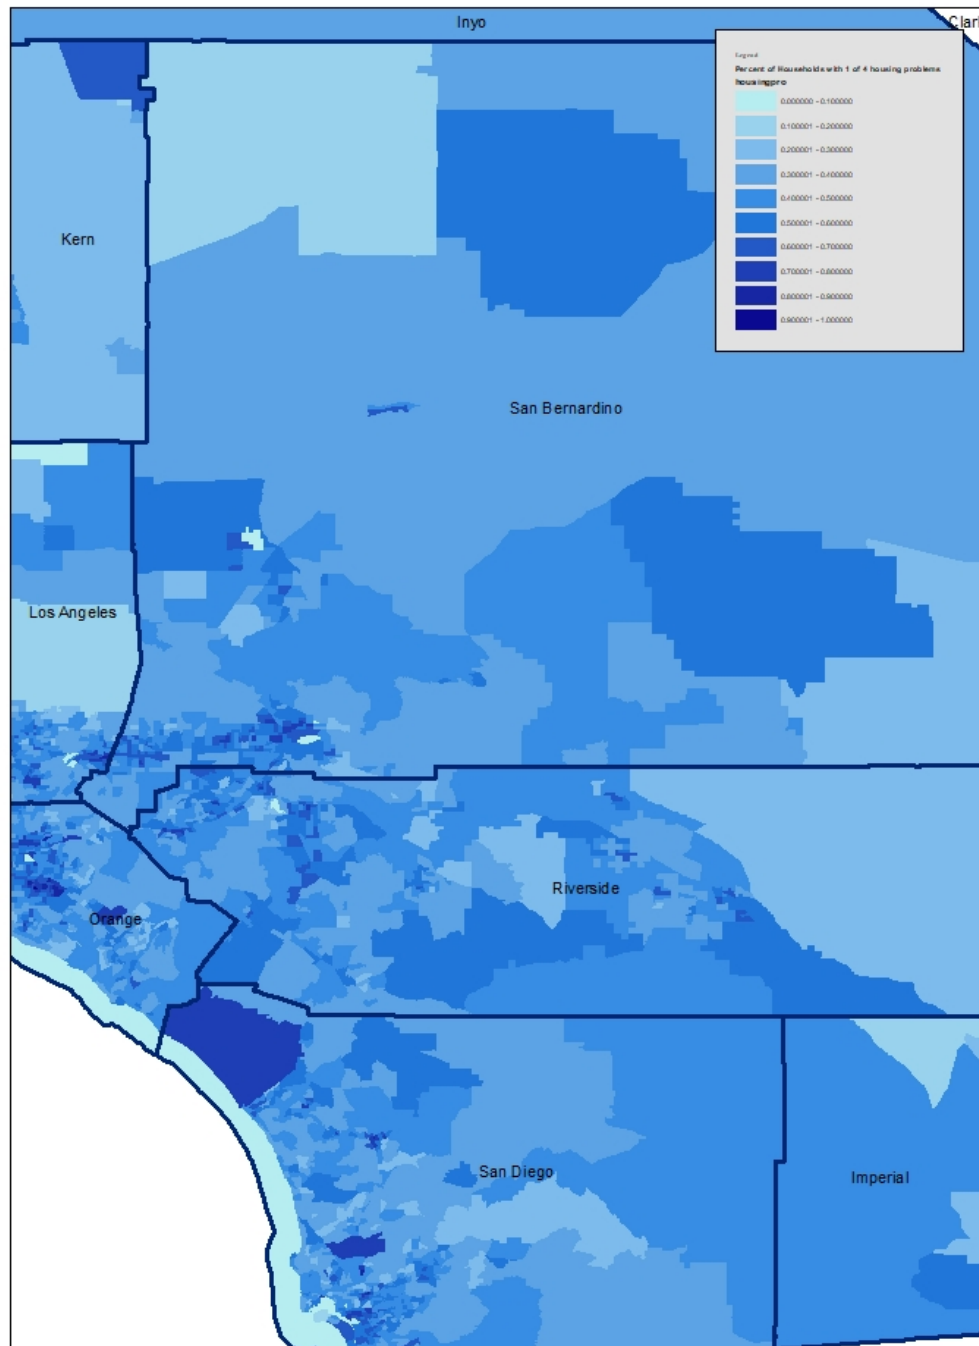 Inyo
Clar
Legend
Percent of Households with 1 of 4 housing problems
housingpro
0.000000 - 0.100000
0.100001 - 0.200000
0.200001 - 0.300000
0.300001 - 0.400000
0.400001 - 0.500000
0.500001 - 0.600000
0.600001 - 0.700000
0.700001 - 0.800000
0.800001 - 0.900000
0.900001 - 1.000000
Kern
San Bernardino
Los Angeles
Riverside
Orange
San Diego
Imperial